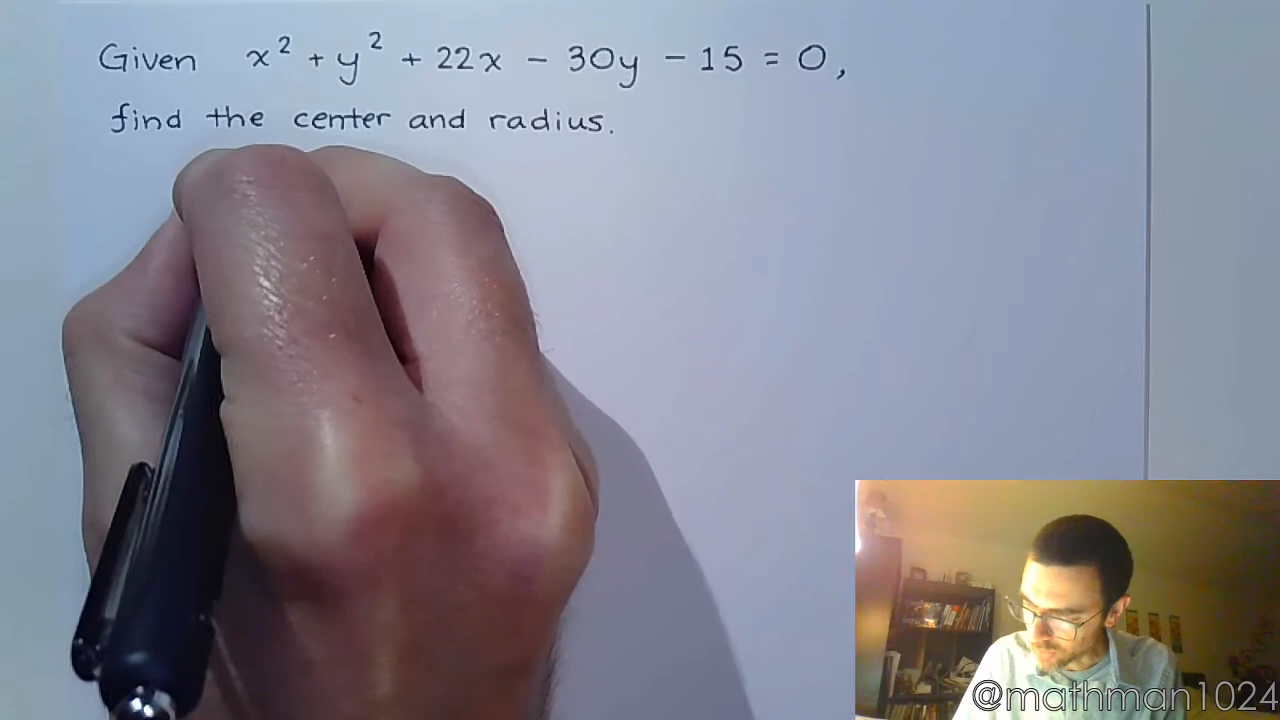 Given x² + y² + 22x - 30y - 15 = 0,
find the center and radius.
@mathman1024